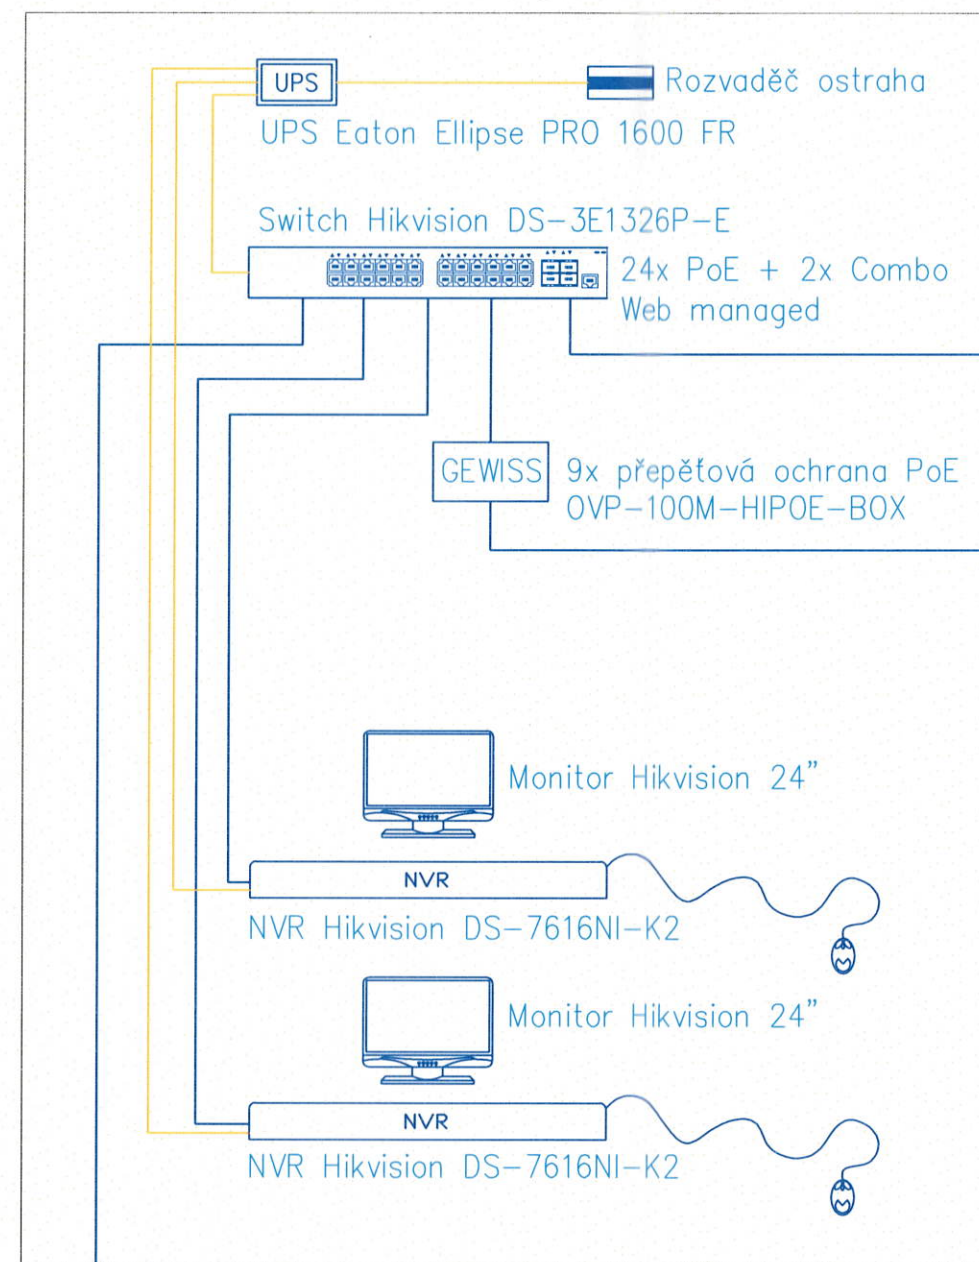 UPS
Rozvaděč ostraha
UPS Eaton Ellipse PRO 1600 FR
Switch Hikvision DS-3E1326P-E
24x PoE + 2x Combo
Web managed
GEWISS
9x přepěťová ochrana PoE
OVP-100M-HIPOE-BOX
Monitor Hikvision 24"
NVR
NVR Hikvision DS-7616NI-K2
Monitor Hikvision 24"
NVR
NVR Hikvision DS-7616NI-K2